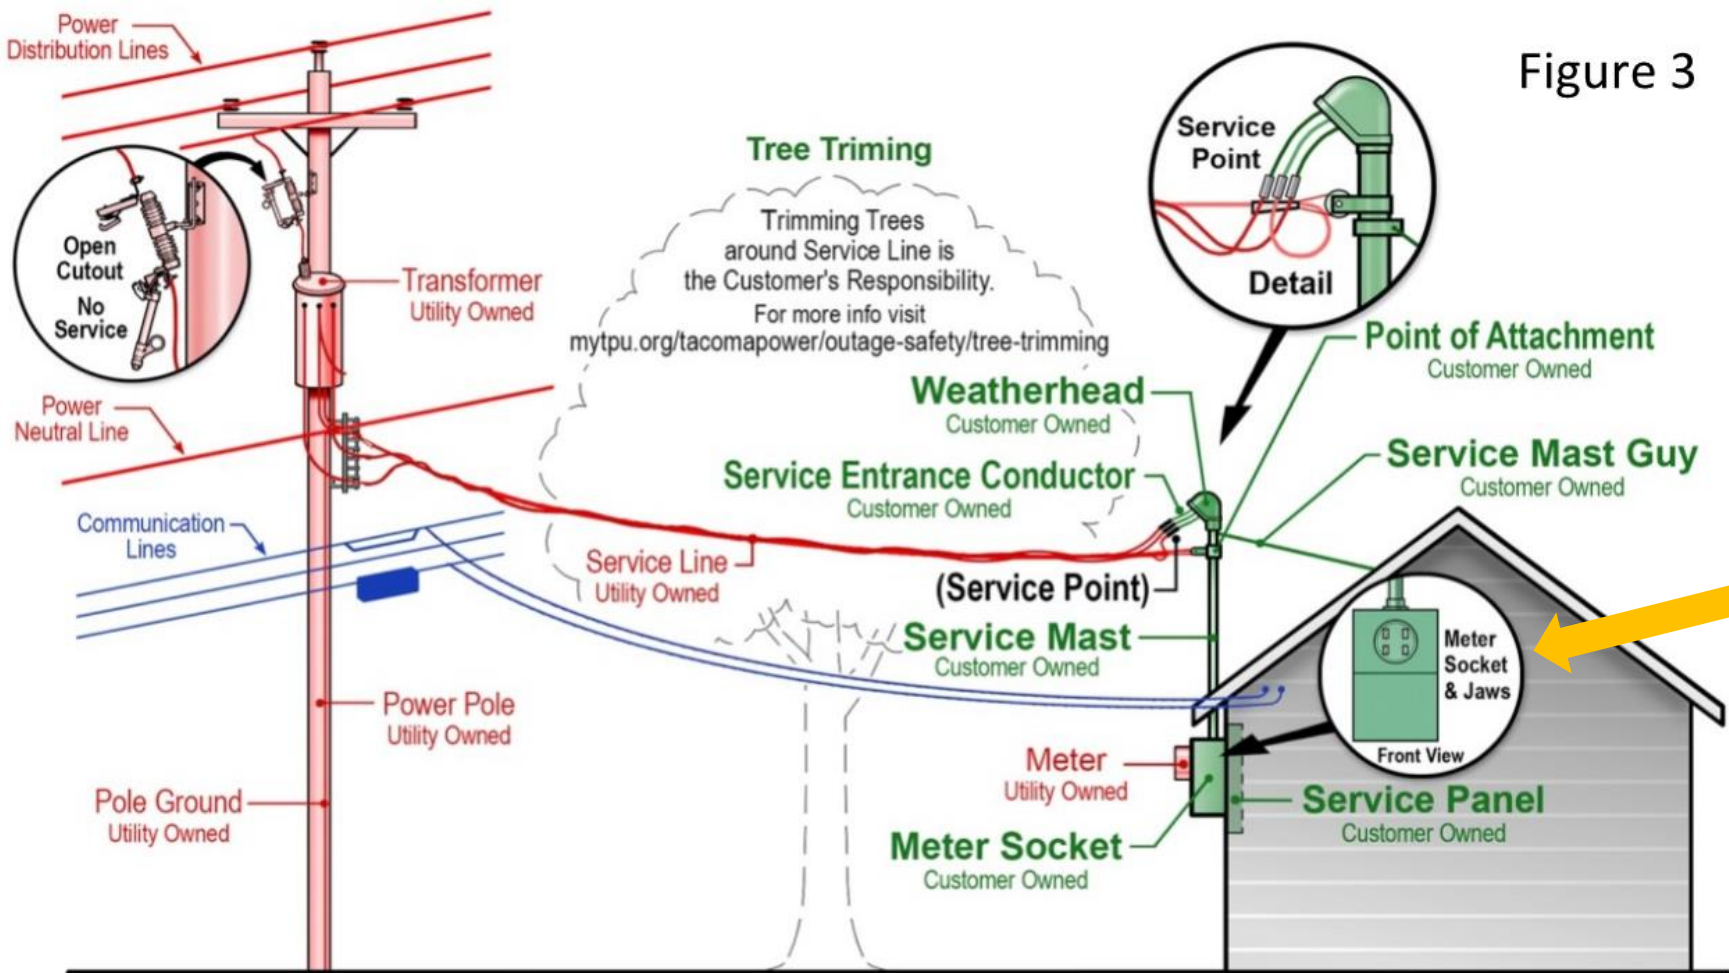 Power
Distribution Lines
Figure 3
Service
Point
Detail
Tree Triming
Trimming Trees
around Service Line is
the Customer's Responsibility.
For more info visit
mytpu.org/tacomapower/outage-safety/tree-trimming
Open
Cutout
No
Service
Transformer
Utility Owned
Point of Attachment
Customer Owned
Weatherhead
Customer Owned
Power
Neutral Line
Service Mast Guy
Customer Owned
Service Entrance Conductor
Customer Owned
Communication
Lines
Service Line
Utility Owned
(Service Point)
Service Mast
Customer Owned
Meter
Socket
& Jaws
Front View
Power Pole
Utility Owned
Meter
Utility Owned
Pole Ground
Utility Owned
Service Panel
Customer Owned
Meter Socket
Customer Owned